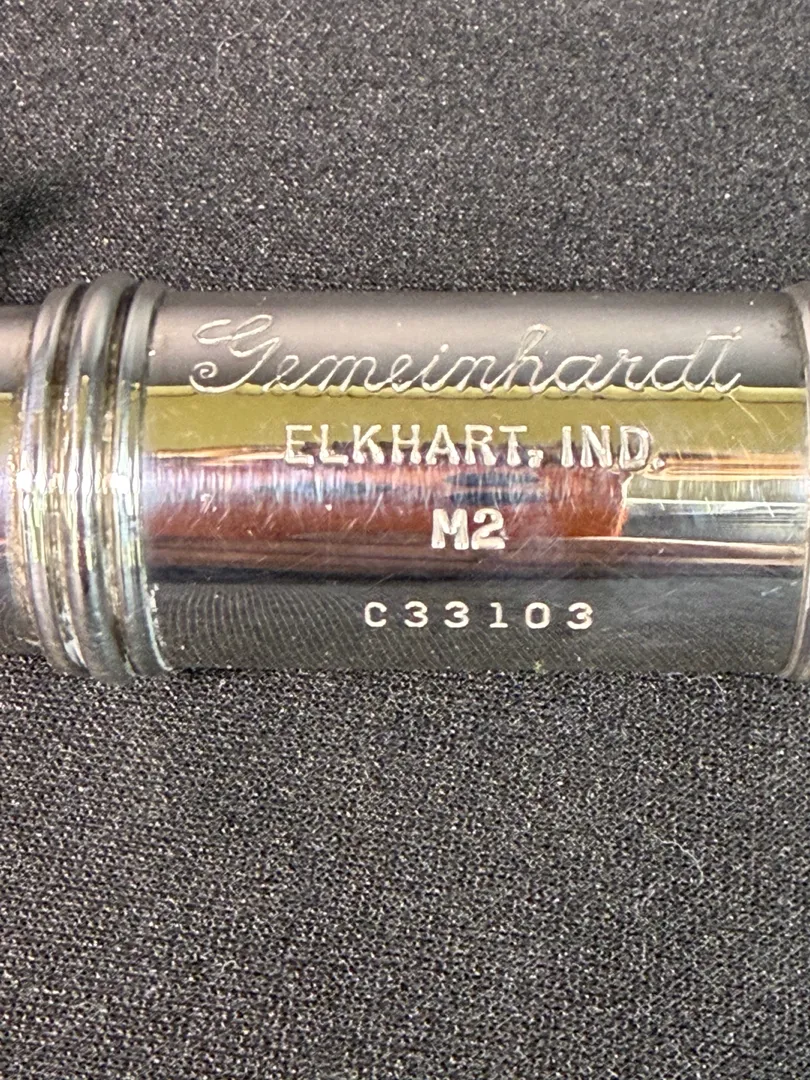 Gemeinhardt
ELKHART, IND.
M2
C33103